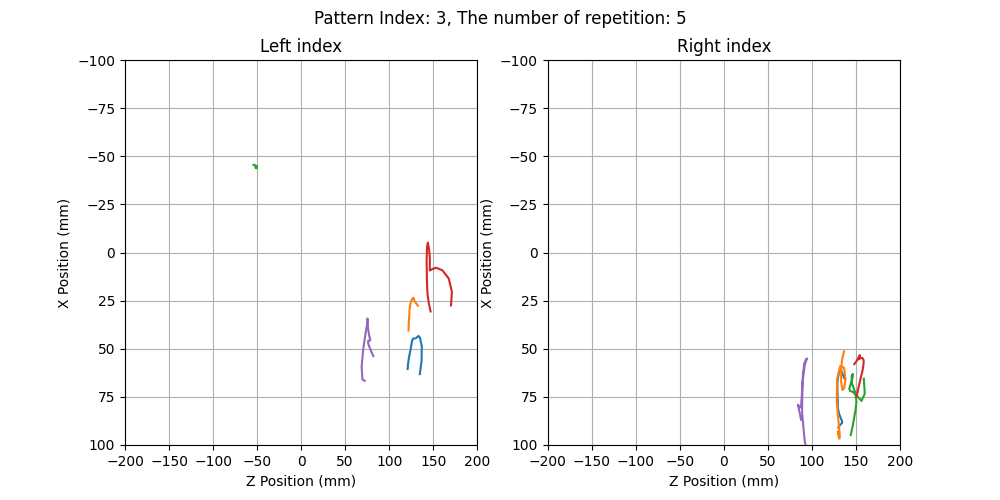 Pattern Index: 3, The number of repetition: 5
Left index
Right index
−100
−75
−50
−25
0
25
50
75
100
X Position (mm)
−200 −150 −100 −50 0 50 100 150 200
Z Position (mm)
−100
−75
−50
−25
0
25
50
75
100
X Position (mm)
−200 −150 −100 −50 0 50 100 150 200
Z Position (mm)